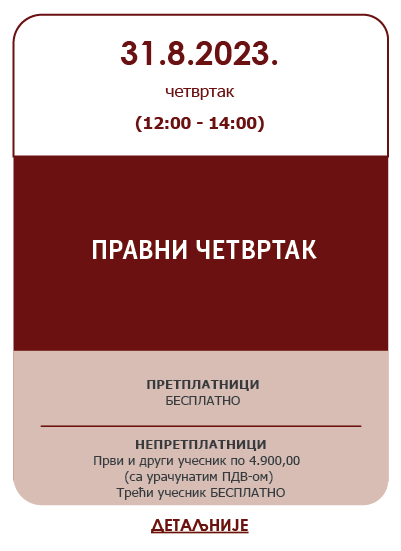 31.8.2023.
четвртак
(12:00 - 14:00)
ПРАВНИ ЧЕТВРТАК
ПРЕТПЛАТНИЦИ
БЕСПЛАТНО
НЕПРЕТПЛАТНИЦИ
Први и други учесник по 4.900,00
(са урачунатим ПДВ-ом)
Трећи учесник БЕСПЛАТНО
ДЕТАЉНИЈЕ